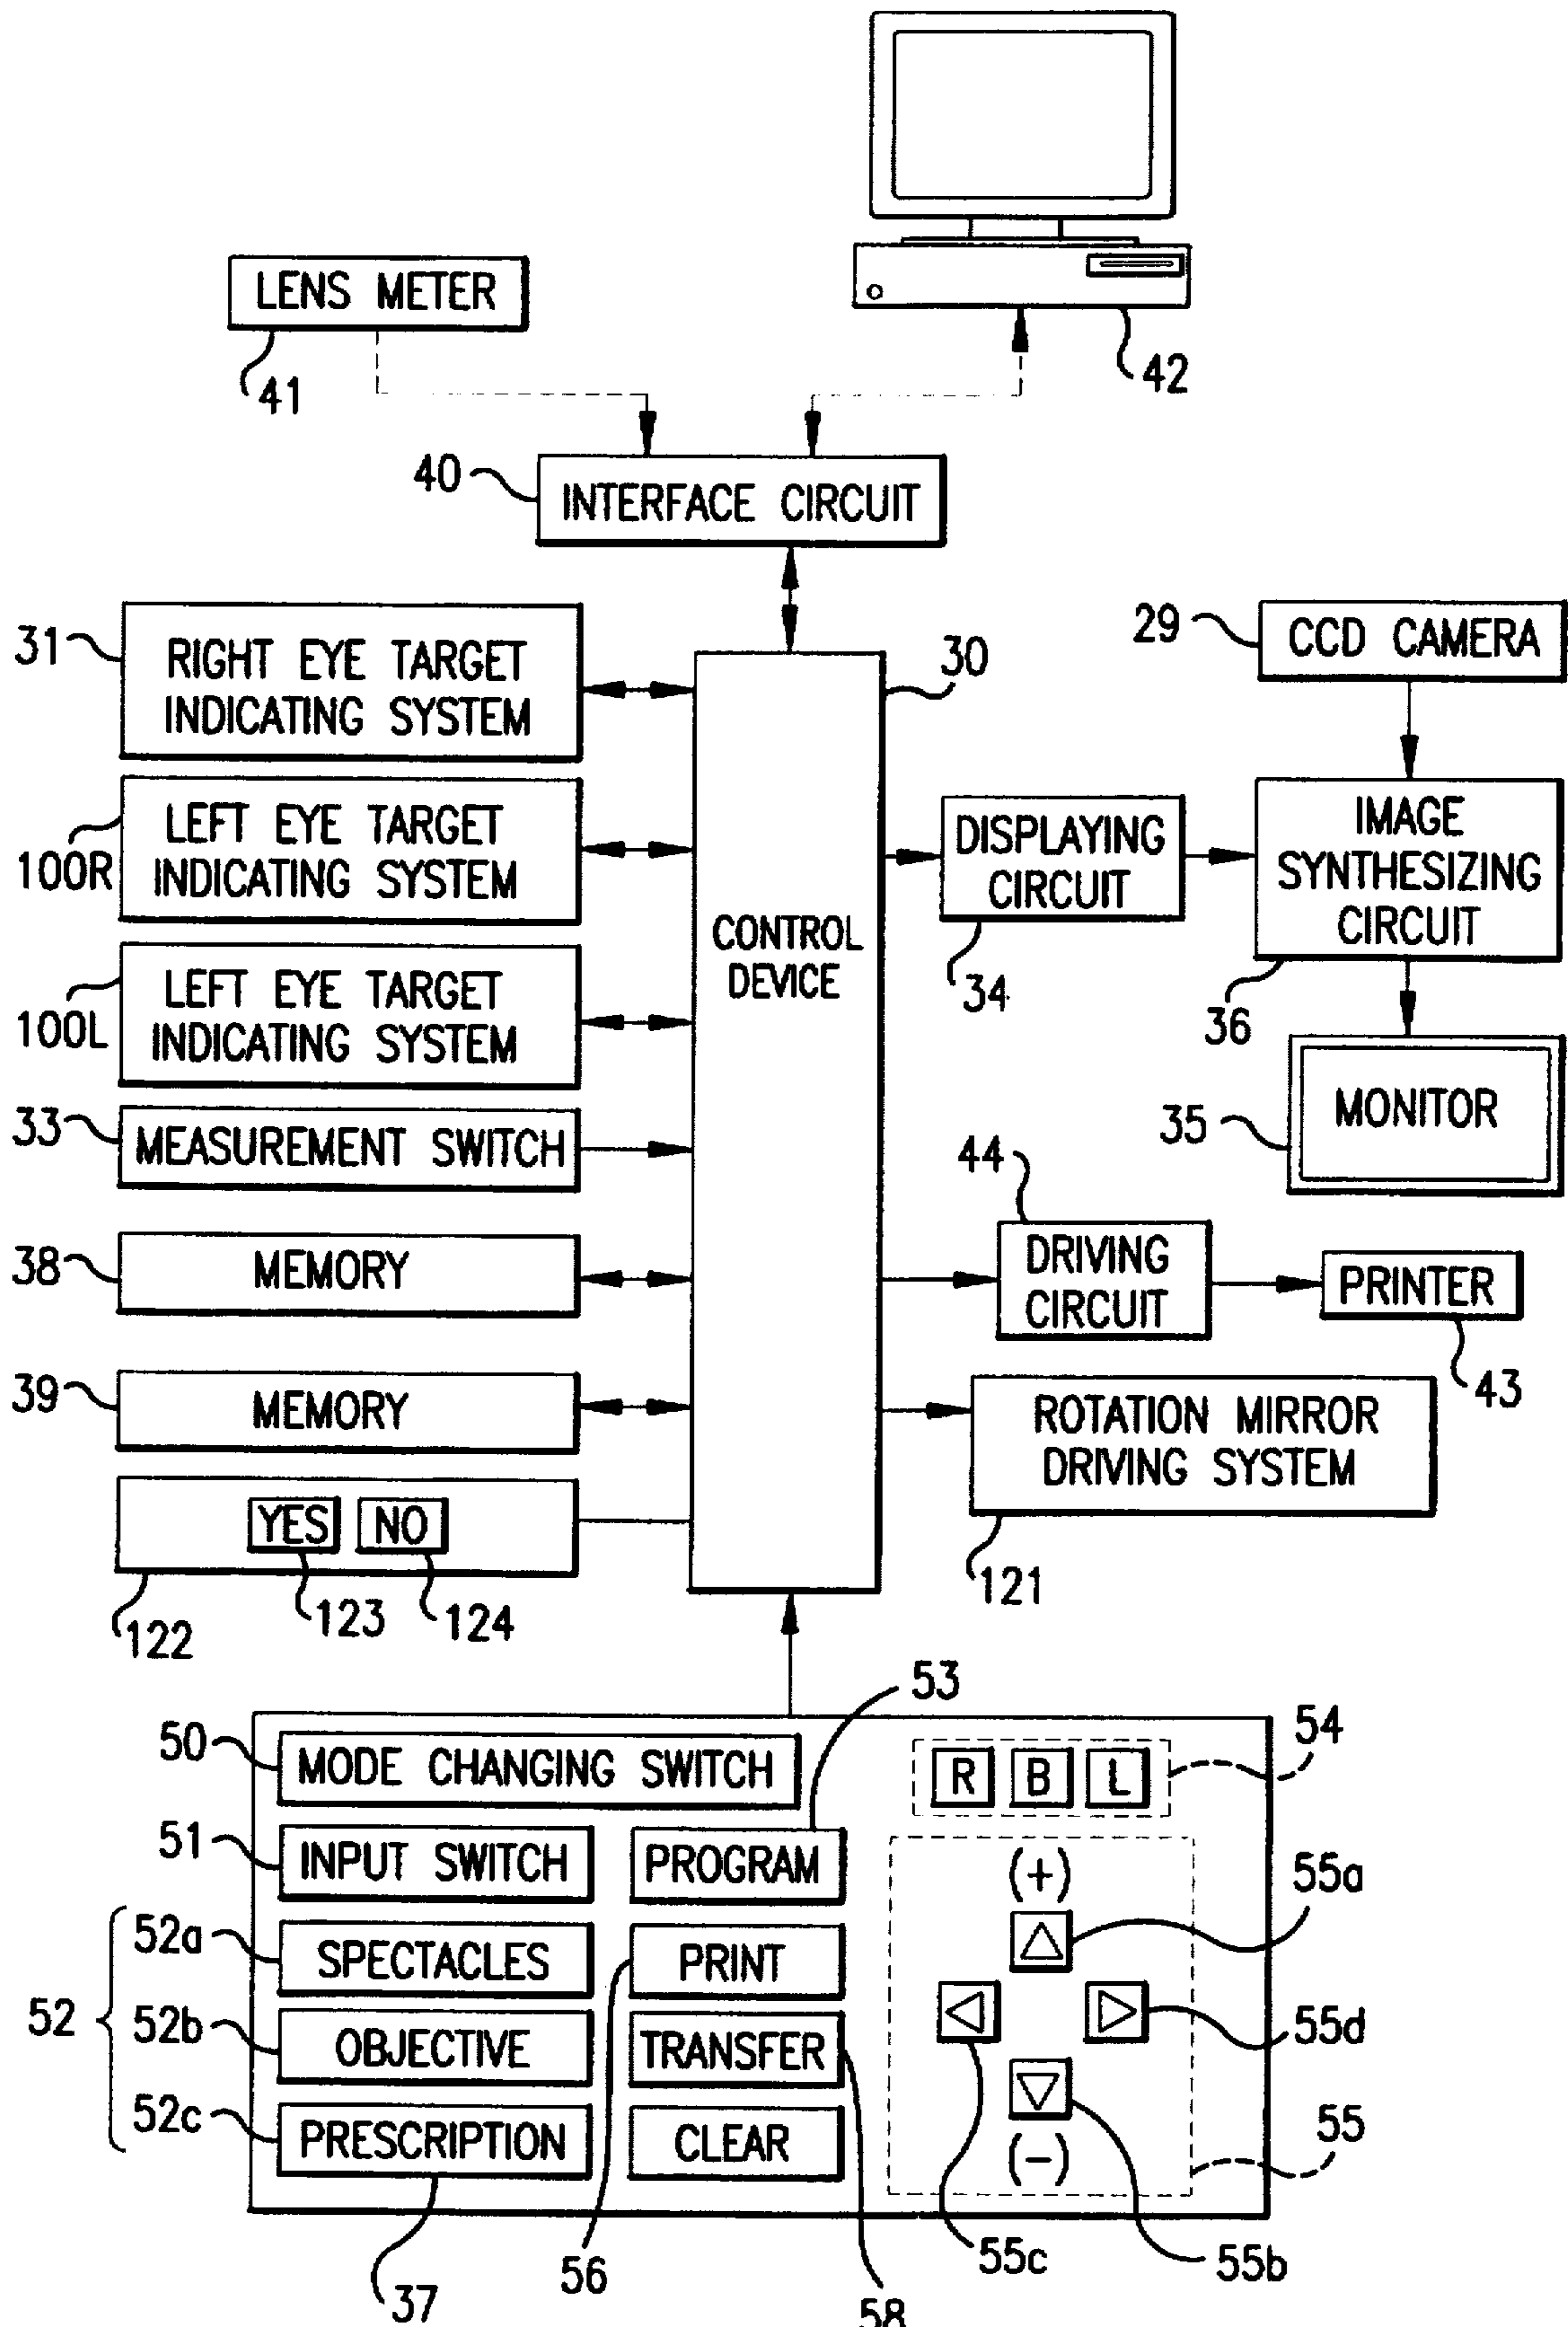 LENS METER
41
42
40
INTERFACE CIRCUIT
31
RIGHT EYE TARGET
INDICATING SYSTEM
30
29
CCD CAMERA
100R
LEFT EYE TARGET
INDICATING SYSTEM
DISPLAYING
CIRCUIT
34
IMAGE
SYNTHESIZING
CIRCUIT
36
CONTROL
DEVICE
100L
LEFT EYE TARGET
INDICATING SYSTEM
35
MONITOR
33
MEASUREMENT SWITCH
44
38
MEMORY
DRIVING
CIRCUIT
PRINTER
43
39
MEMORY
ROTATION MIRROR
DRIVING SYSTEM
121
YES
NO
122
123
124
53
50
MODE CHANGING SWITCH
R
B
L
54
51
INPUT SWITCH
PROGRAM
(+)
55a
52
52a
SPECTACLES
PRINT
52b
OBJECTIVE
TRANSFER
55d
52c
PRESCRIPTION
CLEAR
(-)
55
37
56
58
55c
55b